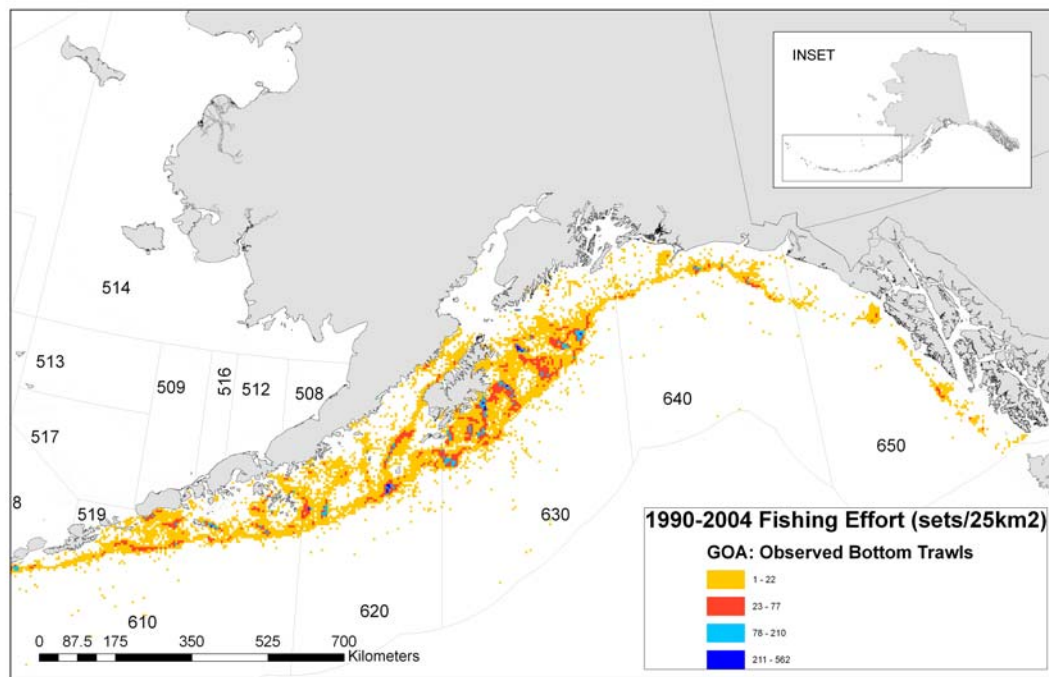 INSET
514
513
509
516
512
508
517
8
519
640
650
630
620
610
1990-2004 Fishing Effort (sets/25km2)
GOA: Observed Bottom Trawls
1 - 22
23 - 77
78 - 210
211 - 562
0 87.5 175 350 525 700
Kilometers